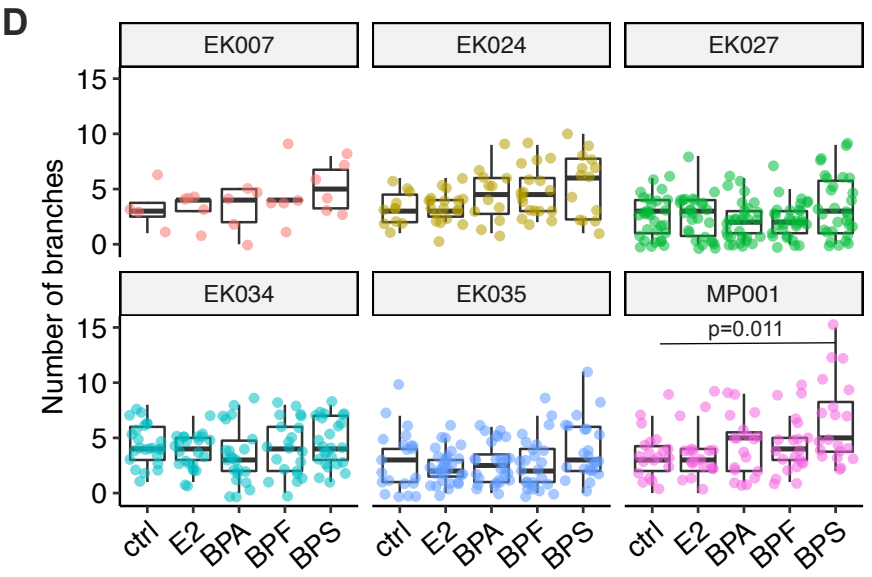 D
EK007 EK024 EK027
15
10
5
0
Number of branches
EK034 EK035 MP001
p=0.011
15
10
5
0
ctrl E2 BPA BPF BPS ctrl E2 BPA BPF BPS ctrl E2 BPA BPF BPS